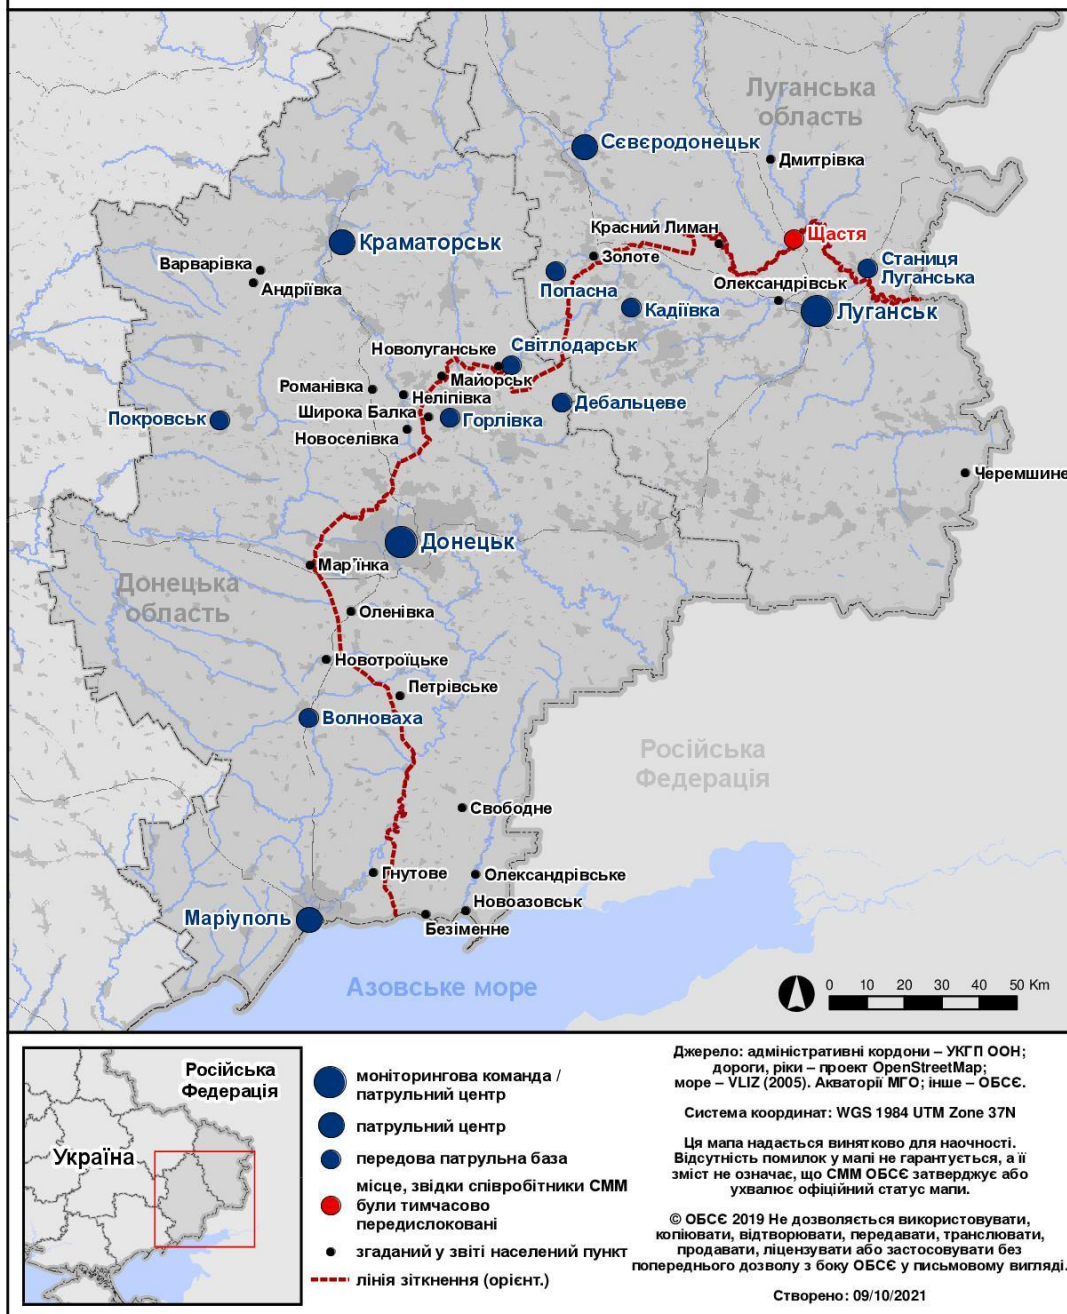 Луганська
область
Сєвєродонецьк
Дмитрівка
Красний Лиман
Щастя
Краматорськ
Золоте
Станиця
Луганська
Варварівка
Попасна
Олександрівськ
Андріївка
Кадіївка
Луганськ
Світлодарськ
Новолуганське
Майорськ
Романівка
Неліпівка
Дебальцеве
Широка Балка
Покровськ
Горлівка
Новоселівка
Черемшине
Донецьк
Мар'їнка
Донецька
область
Оленівка
Новотроїцьке
Петрівське
Волноваха
Російська
Федерація
Свободне
Гнутове
Олександрівське
Новоазовськ
Маріуполь
Безіменне
Азовське море
0 10 20 30 40 50 Km
Російська
Федерація
Україна
моніторингова команда /
патрульний центр
патрульний центр
передова патрульна база
місце, звідки співробітники СММ
були тимчасово
передислоковані
згаданий у звіті населений пункт
лінія зіткнення (орієнт.)
Джерело: адміністративні кордони – УКГП ООН;
дороги, ріки – проект OpenStreetMap;
море – VLIZ (2005). Акваторії МГО; інше – ОБСЄ.
Система координат: WGS 1984 UTM Zone 37N
Ця мапа надається винятково для наочності.
Відсутність помилок у мапі не гарантується, а її
зміст не означає, що СММ ОБСЄ затверджує або
ухвалює офіційний статус мапи.
© ОБСЄ 2019 Не дозволяється використовувати,
копіювати, відтворювати, передавати, транслювати,
продавати, ліцензувати або застосовувати без
попереднього дозволу з боку ОБСЄ у письмовому вигляді.
Створено: 09/10/2021